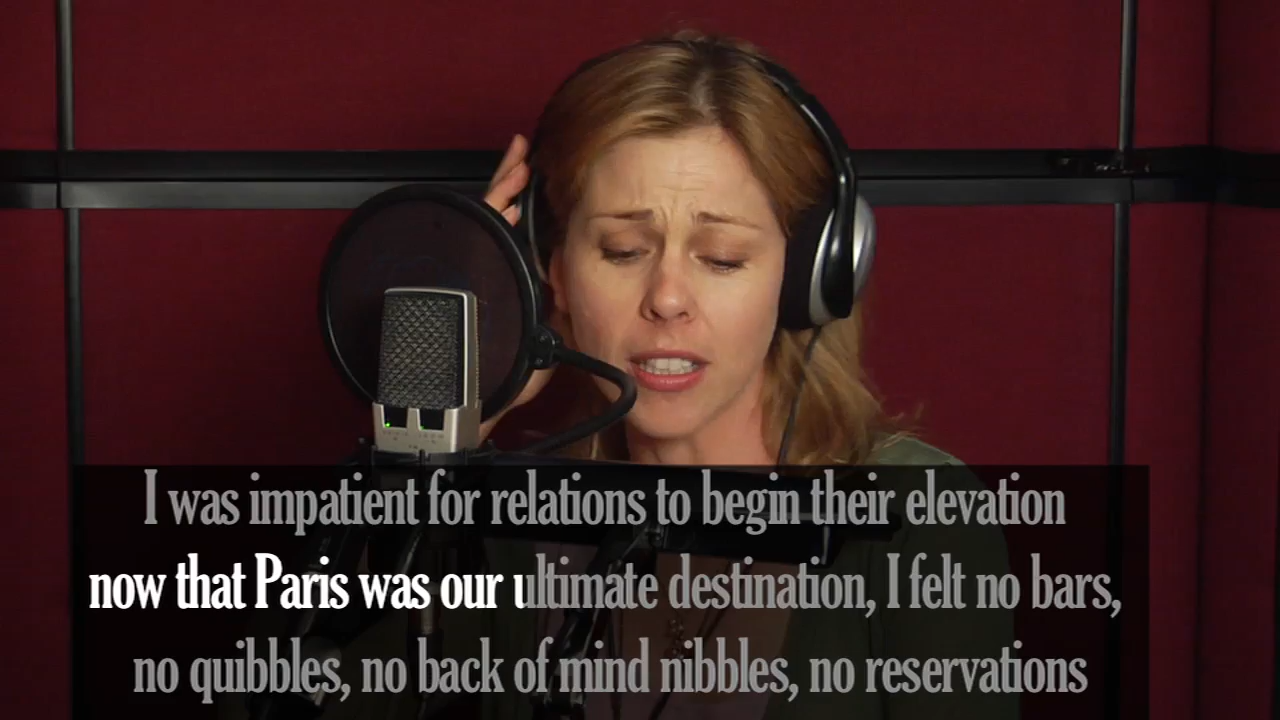 I was impatient for relations to begin their elevation
now that Paris was our ultimate destination, I felt no bars,
no quibbles, no back of mind nibbles, no reservations